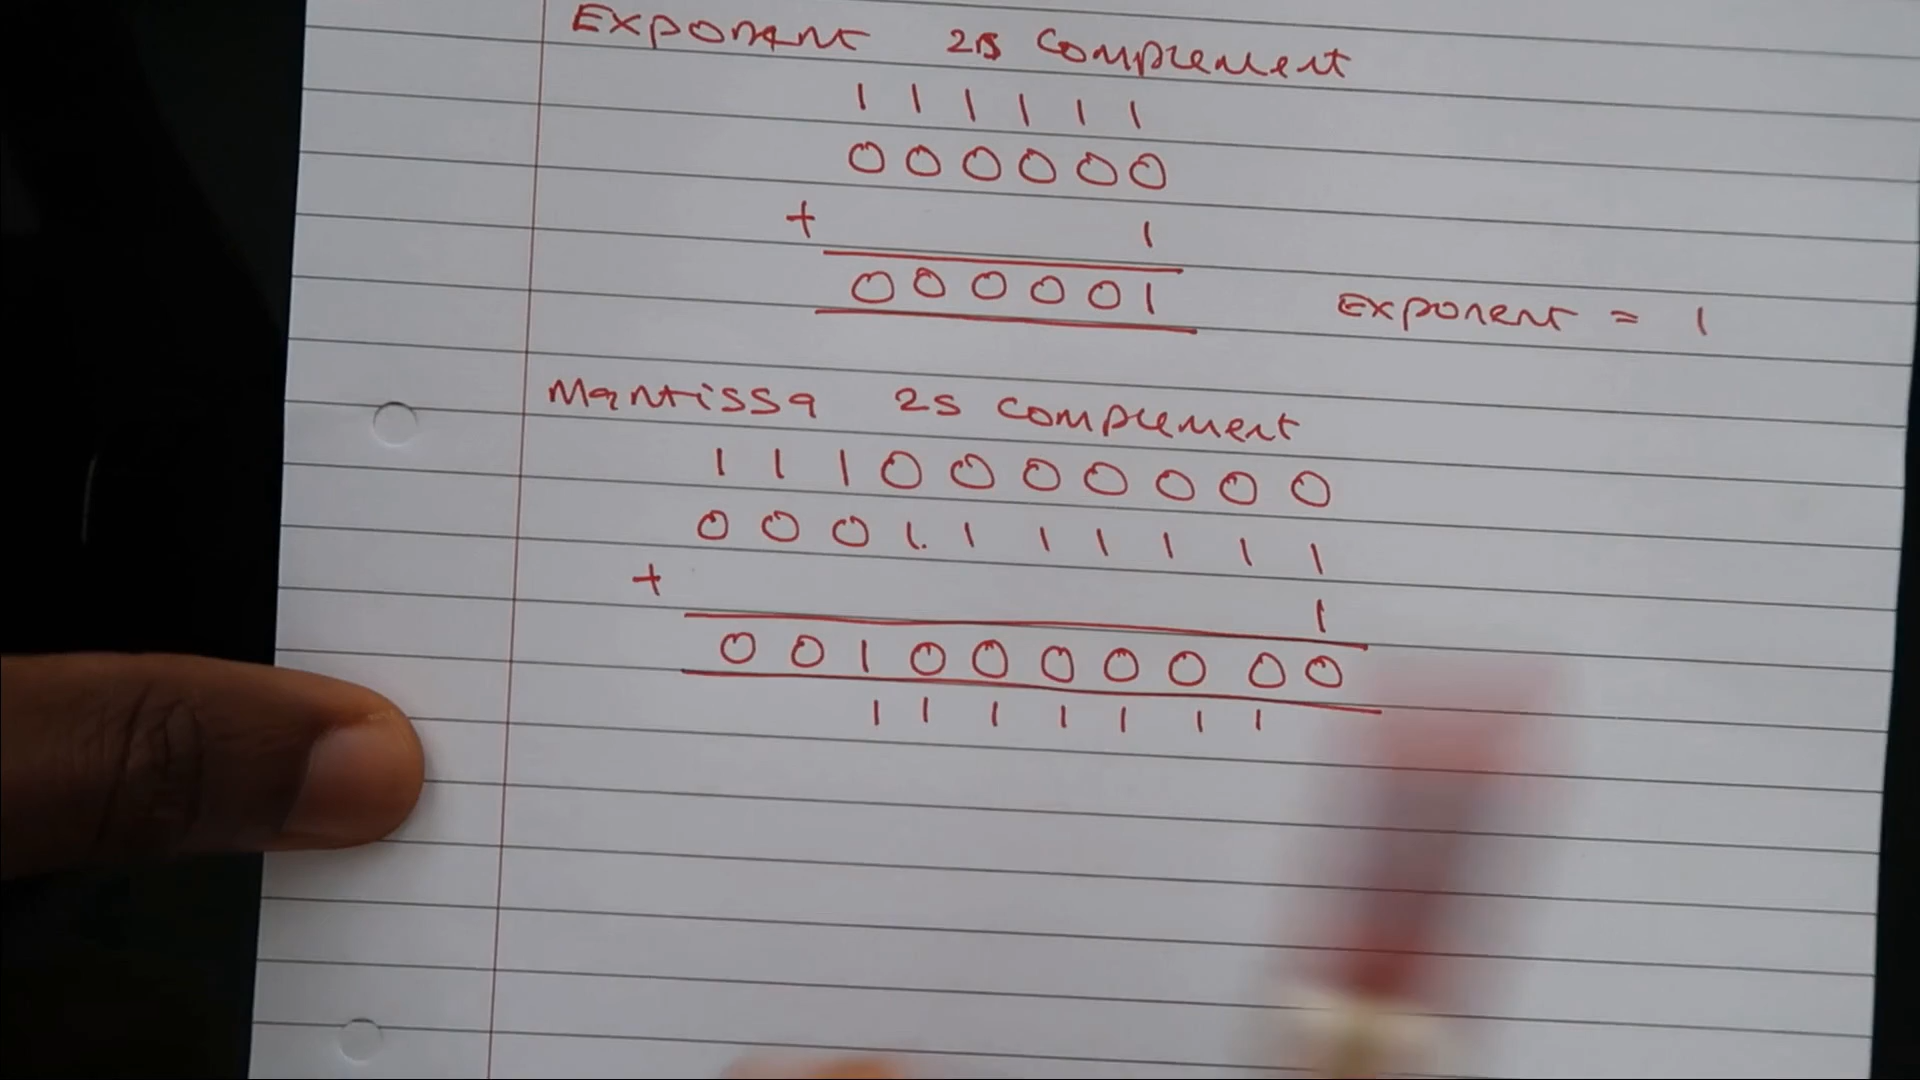 Exponent 2s Complement
1 1 1 1 1 1
0 0 0 0 0 0
+ 1
0 0 0 0 0 1 Exponent = 1
Mantissa 2s complement
1 1 1 0 0 0 0 0 0 0
0 0 0 1. 1 1 1 1 1 1
+ 1
0 0 1 0 0 0 0 0 0 0
1 1 1 1 1 1 1